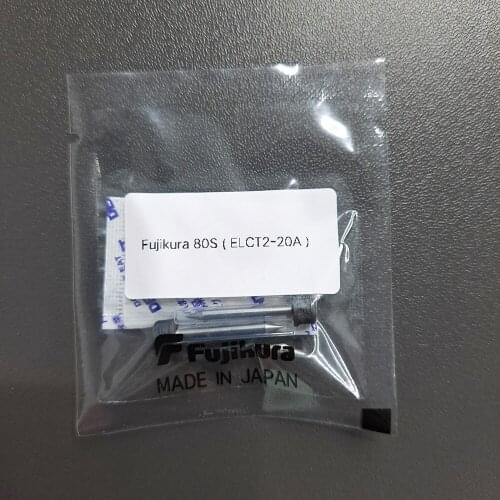 Fujikura 80S ( ELCT2-20A )
Fujikura
MADE IN JAPAN